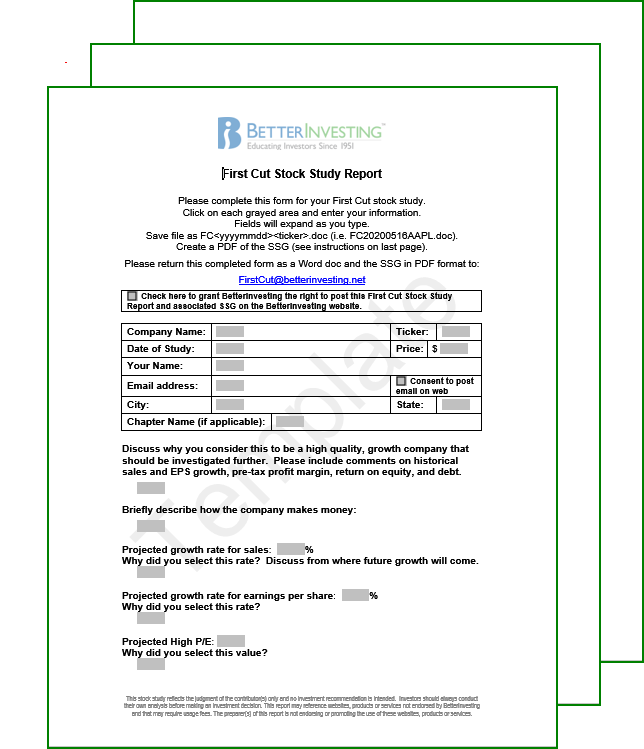 BETTERINVESTING™
Educating Investors Since 1951
First Cut Stock Study Report
Please complete this form for your First Cut stock study.
Click on each grayed area and enter your information.
Fields will expand as you type.
Save file as FC<yyyymmdd><ticker>.doc (i.e. FC20200516AAPL.doc).
Create a PDF of the SSG (see instructions on last page).
Please return this completed form as a Word doc and the SSG in PDF format to:
FirstCut@betterinvesting.net
Check here to grant BetterInvesting the right to post this First Cut Stock Study
Report and associated SSG on the BetterInvesting website.
Company Name: Ticker:
Date of Study: Price: $
Your Name:
Email address: Consent to post
email on web
City: State:
Chapter Name (if applicable):
Discuss why you consider this to be a high quality, growth company that
should be investigated further. Please include comments on historical
sales and EPS growth, pre-tax profit margin, return on equity, and debt.
Briefly describe how the company makes money:
Projected growth rate for sales: %
Why did you select this rate? Discuss from where future growth will come.
Projected growth rate for earnings per share: %
Why did you select this rate?
Projected High P/E:
Why did you select this value?
Template
This stock study reflects the judgment of the contributor(s) only and no investment recommendation is intended. Investors should always conduct
their own analysis before making an investment decision. This report may reference websites, products or services not endorsed by BetterInvesting
and that may require usage fees. The preparer(s) of this report is not endorsing or promoting the use of these websites, products or services.